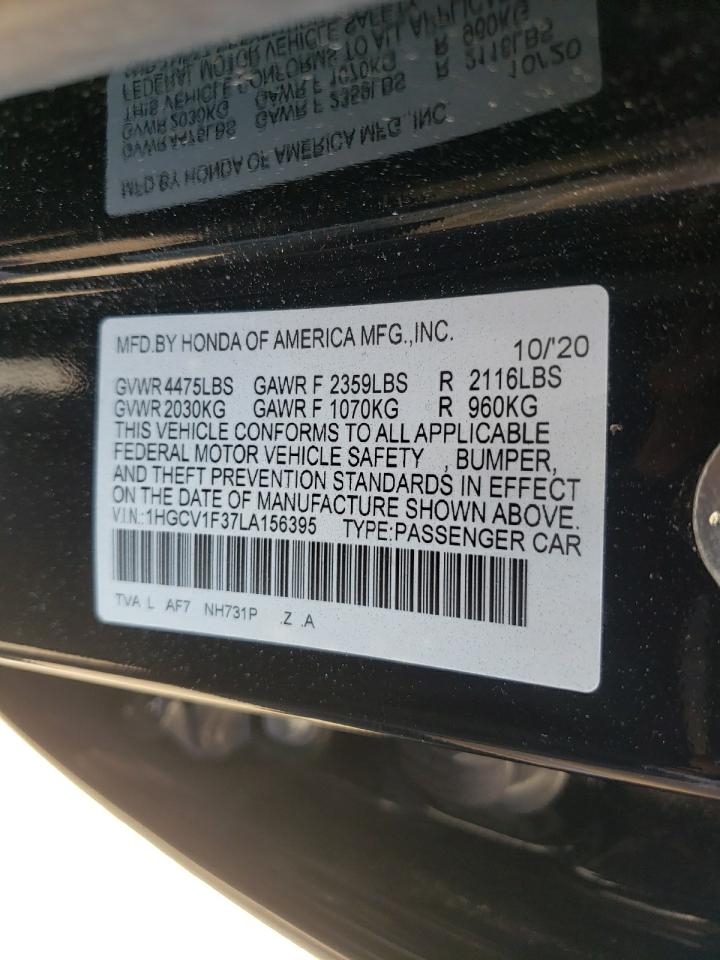 MFD.BY HONDA OF AMERICA MFG.,INC.
10/'20
GVWR 4475LBS GAWR F 2359LBS R 2116LBS
GVWR 2030KG GAWR F 1070KG R 960KG
THIS VEHICLE CONFORMS TO ALL APPLICABLE
FEDERAL MOTOR VEHICLE SAFETY , BUMPER,
AND THEFT PREVENTION STANDARDS IN EFFECT
ON THE DATE OF MANUFACTURE SHOWN ABOVE.
V.I.N.:1HGCV1F37LA156395 TYPE:PASSENGER CAR
TVA L AF7 NH731P .Z .A